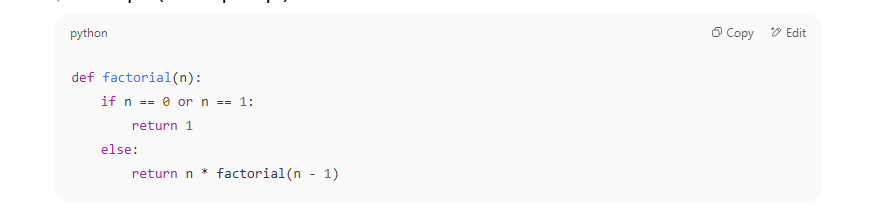 python Copy Edit
def factorial(n):
    if n == 0 or n == 1:
        return 1
    else:
        return n * factorial(n - 1)